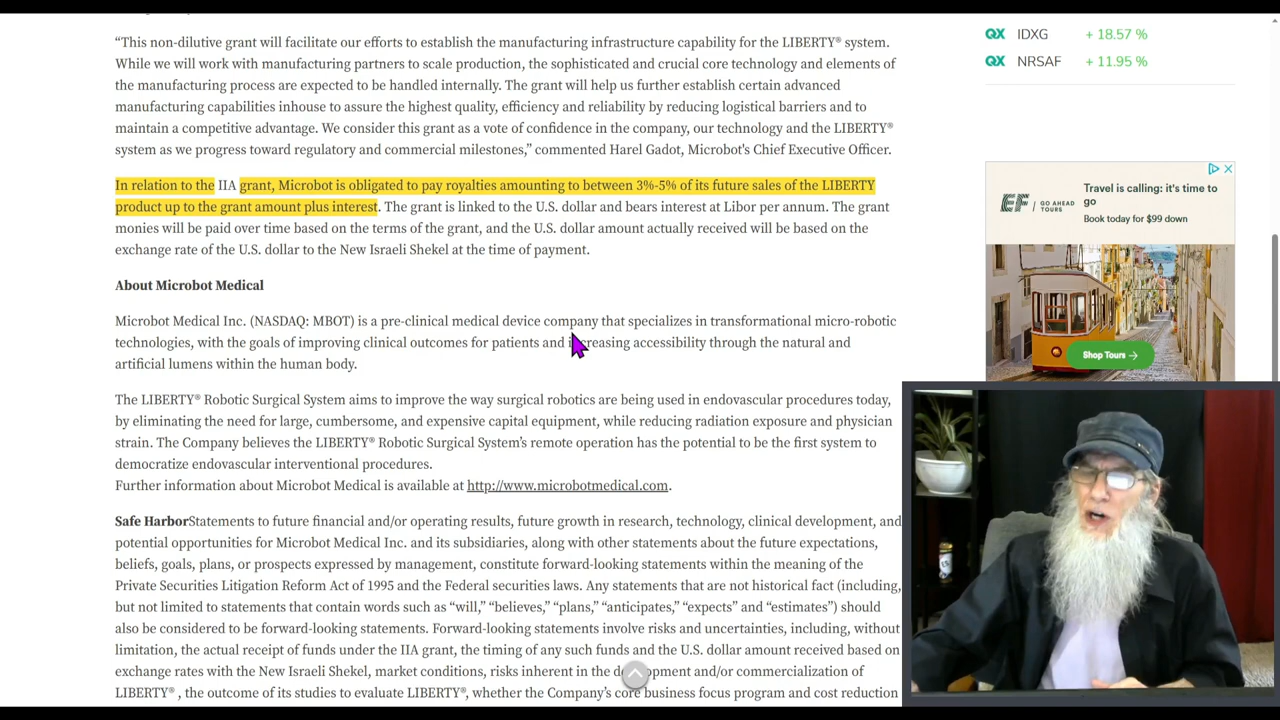 “This non-dilutive grant will facilitate our efforts to establish the manufacturing infrastructure capability for the LIBERTY® system.
While we will work with manufacturing partners to scale production, the sophisticated and crucial core technology and elements of
the manufacturing process are expected to be handled internally. The grant will help us further establish certain advanced
manufacturing capabilities inhouse to assure the highest quality, efficiency and reliability by reducing logistical barriers and to
maintain a competitive advantage. We consider this grant as a vote of confidence in the company, our technology and the LIBERTY®
system as we progress toward regulatory and commercial milestones,” commented Harel Gadot, Microbot's Chief Executive Officer.
In relation to the IIA grant, Microbot is obligated to pay royalties amounting to between 3%-5% of its future sales of the LIBERTY
product up to the grant amount plus interest. The grant is linked to the U.S. dollar and bears interest at Libor per annum. The grant
monies will be paid over time based on the terms of the grant, and the U.S. dollar amount actually received will be based on the
exchange rate of the U.S. dollar to the New Israeli Shekel at the time of payment.
About Microbot Medical
Microbot Medical Inc. (NASDAQ: MBOT) is a pre-clinical medical device company that specializes in transformational micro-robotic
technologies, with the goals of improving clinical outcomes for patients and increasing accessibility through the natural and
artificial lumens within the human body.
The LIBERTY® Robotic Surgical System aims to improve the way surgical robotics are being used in endovascular procedures today,
by eliminating the need for large, cumbersome, and expensive capital equipment, while reducing radiation exposure and physician
strain. The Company believes the LIBERTY® Robotic Surgical System’s remote operation has the potential to be the first system to
democratize endovascular interventional procedures.
Further information about Microbot Medical is available at http://www.microbotmedical.com.
Safe HarborStatements to future financial and/or operating results, future growth in research, technology, clinical development, and
potential opportunities for Microbot Medical Inc. and its subsidiaries, along with other statements about the future expectations,
beliefs, goals, plans, or prospects expressed by management, constitute forward-looking statements within the meaning of the
Private Securities Litigation Reform Act of 1995 and the Federal securities laws. Any statements that are not historical fact (including,
but not limited to statements that contain words such as “will,” “believes,” “plans,” “anticipates,” “expects” and “estimates”) should
also be considered to be forward-looking statements. Forward-looking statements involve risks and uncertainties, including, without
limitation, the actual receipt of funds under the IIA grant, the timing of any such funds and the U.S. dollar amount received based on
exchange rates with the New Israeli Shekel, market conditions, risks inherent in the development and/or commercialization of
LIBERTY® , the outcome of its studies to evaluate LIBERTY®, whether the Company’s core business focus program and cost reduction
QX IDXG + 18.57 %
QX NRSAF + 11.95 %
EF / GO AHEAD TOURS
Travel is calling: it's time to
go
Book today for $99 down
Shop Tours →